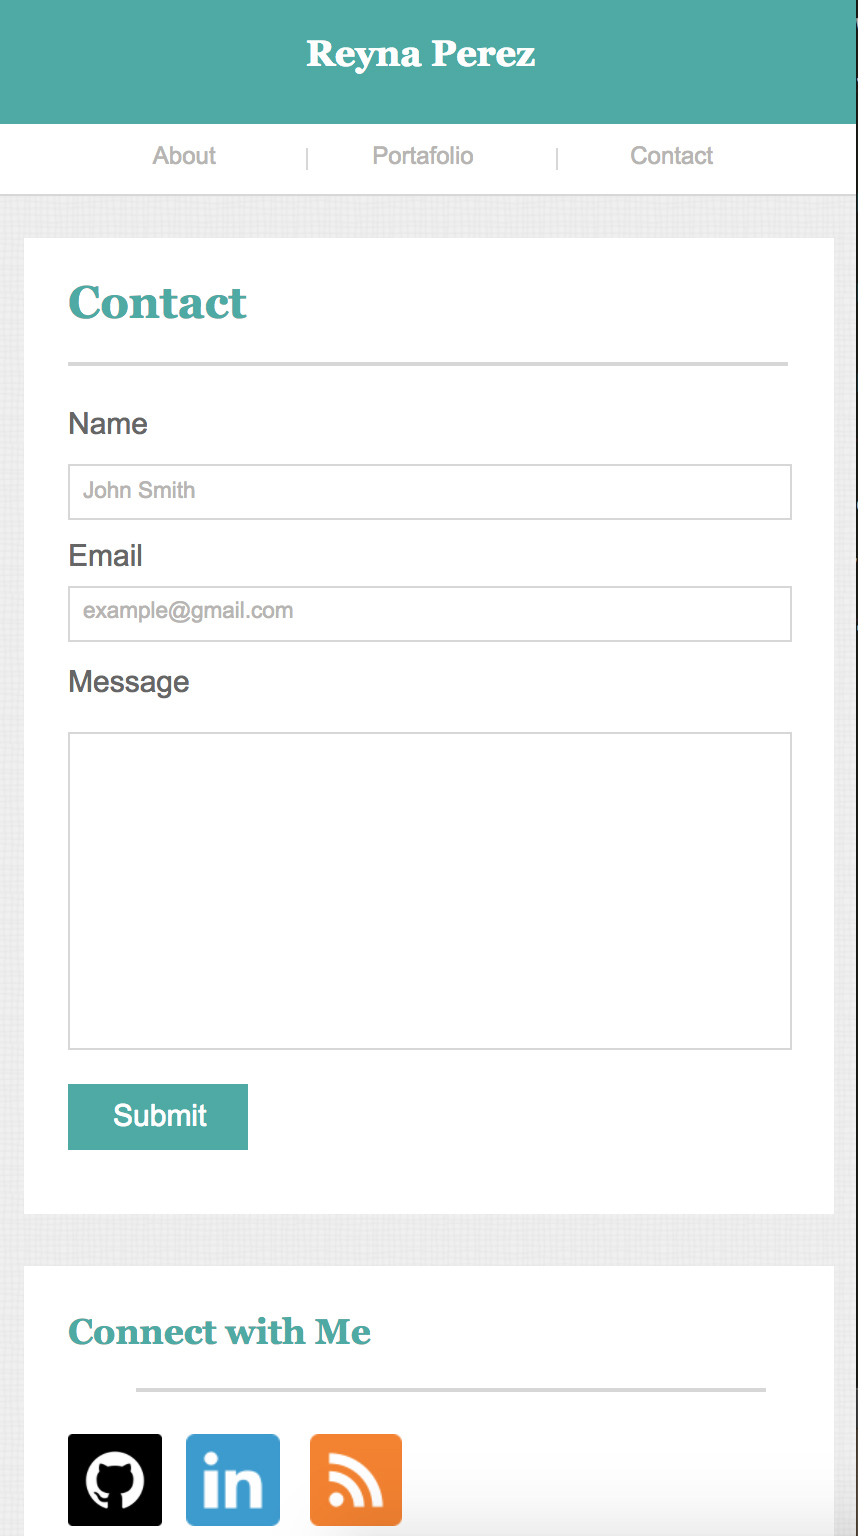 Reyna Perez
About | Portafolio | Contact
Contact
Name
John Smith
Email
example@gmail.com
Message
Submit
Connect with Me
in